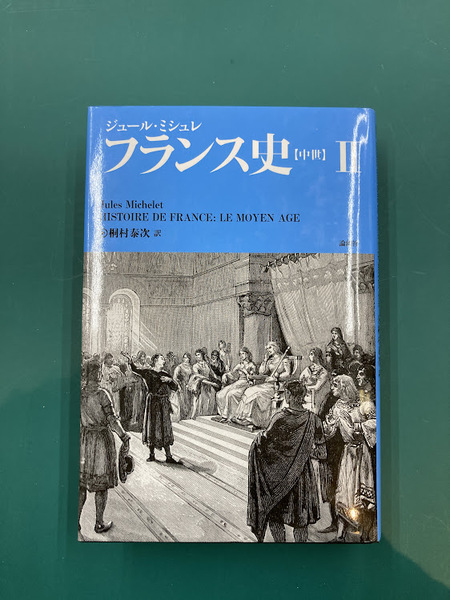 ジュール・ミシュレ
フランス史【中世】 II
Jules Michelet
HISTOIRE DE FRANCE: LE MOYEN AGE
桐村泰次 訳